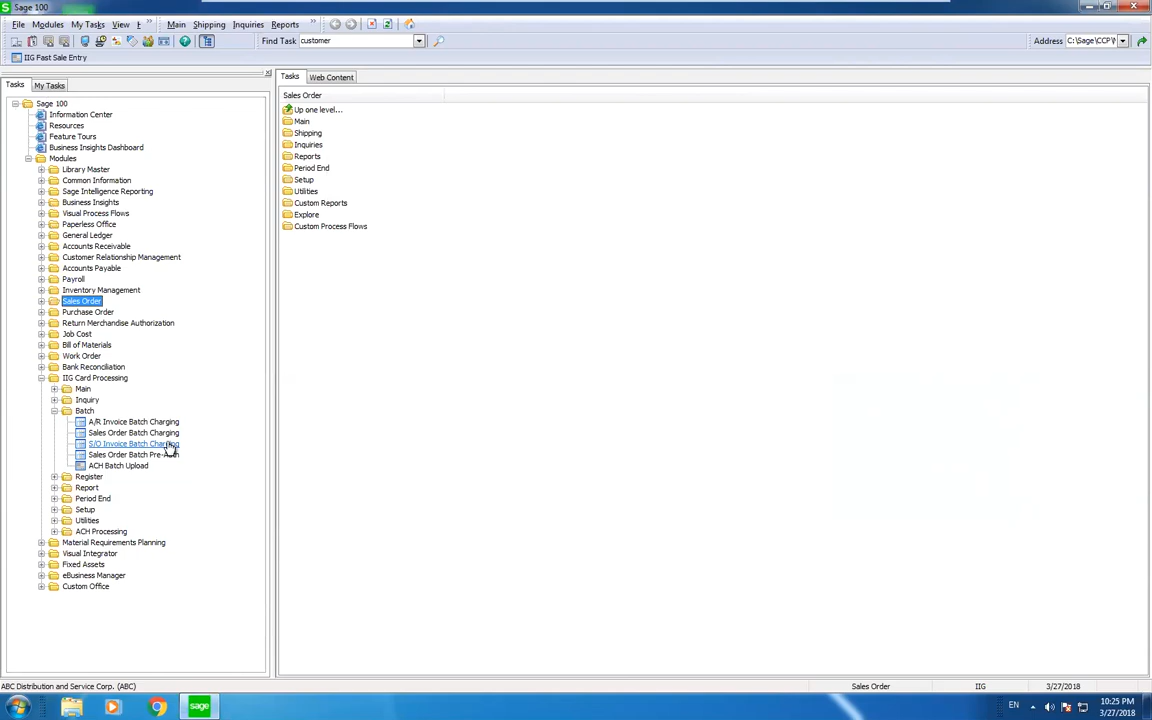 Sage 100
File Modules My Tasks View » Main Shipping Inquiries Reports »
Find Task customer
Address C:\Sage\CCP\
IIG Fast Sale Entry
Tasks My Tasks
Sage 100
Information Center
Resources
Feature Tours
Business Insights Dashboard
Modules
Library Master
Common Information
Sage Intelligence Reporting
Business Insights
Visual Process Flows
Paperless Office
General Ledger
Accounts Receivable
Customer Relationship Management
Accounts Payable
Payroll
Inventory Management
Sales Order
Purchase Order
Return Merchandise Authorization
Job Cost
Bill of Materials
Work Order
Bank Reconciliation
IIG Card Processing
Main
Inquiry
Batch
A/R Invoice Batch Charging
Sales Order Batch Charging
S/O Invoice Batch Charging
Sales Order Batch Pre-Auth
ACH Batch Upload
Register
Report
Period End
Setup
Utilities
ACH Processing
Material Requirements Planning
Visual Integrator
Fixed Assets
eBusiness Manager
Custom Office
Tasks Web Content
Sales Order
Up one level...
Main
Shipping
Inquiries
Reports
Period End
Setup
Utilities
Custom Reports
Explore
Custom Process Flows
ABC Distribution and Service Corp. (ABC) Sales Order IIG 3/27/2018
sage EN 10:25 PM
3/27/2018